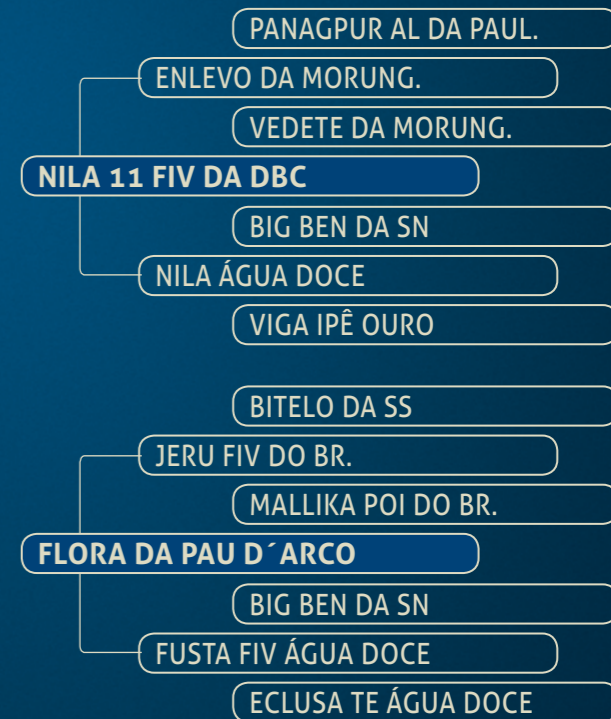 PANAGPUR AL DA PAUL.
ENLEVO DA MORUNG.
VEDETE DA MORUNG.
NILA 11 FIV DA DBC
BIG BEN DA SN
NILA ÁGUA DOCE
VIGA IPÊ OURO
BITELO DA SS
JERU FIV DO BR.
MALLIKA POI DO BR.
FLORA DA PAU D´ARCO
BIG BEN DA SN
FUSTA FIV ÁGUA DOCE
ECLUSA TE ÁGUA DOCE